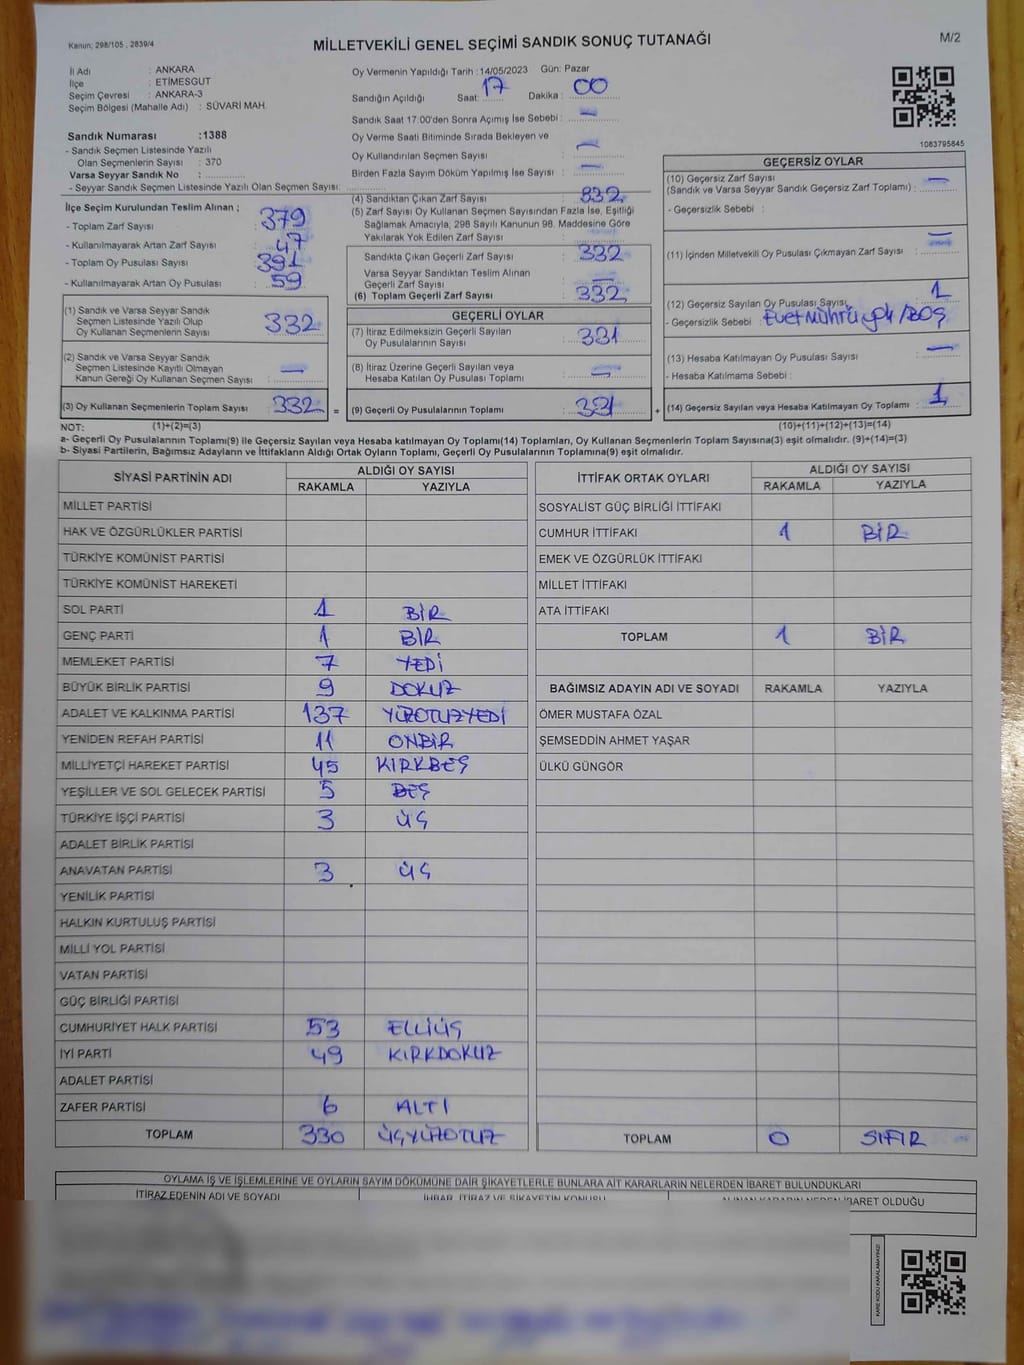 Kanun: 298/105 , 2839/4
MİLLETVEKİLİ GENEL SEÇİMİ SANDIK SONUÇ TUTANAĞI
M/2
İl Adı : ANKARA
İlçe : ETİMESGUT
Seçim Çevresi : ANKARA-3
Seçim Bölgesi (Mahalle Adı) : SÜVARİ MAH.
Sandık Numarası :1388
- Sandık Seçmen Listesinde Yazılı
Olan Seçmenlerin Sayısı : 370
Varsa Seyyar Sandık No :
- Seyyar Sandık Seçmen Listesinde Yazılı Olan Seçmen Sayısı:
Oy Vermenin Yapıldığı Tarih :14/05/2023 Gün: Pazar
Sandığın Açıldığı Saat: 17 Dakika : 00
Sandık Saat 17:00'den Sonra Açımış İse Sebebi : —
Oy Verme Saati Bitiminde Sırada Bekleyen ve
Oy Kullandırılan Seçmen Sayısı : —
Birden Fazla Sayım Döküm Yapılmış İse Sayısı : —
1083795845
İlçe Seçim Kurulundan Teslim Alınan ;
- Toplam Zarf Sayısı : 379
- Kullanılmayarak Artan Zarf Sayısı : 47
- Toplam Oy Pusulası Sayısı : 391
- Kullanılmayarak Artan Oy Pusulası : 59
(1) Sandık ve Varsa Seyyar Sandık
Seçmen Listesinde Yazılı Olup
Oy Kullanan Seçmenlerin Sayısı : 332
(2) Sandık ve Varsa Seyyar Sandık
Seçmen Listesinde Kayıtlı Olmayan
Kanun Gereği Oy Kullanan Seçmen Sayısı : —
(3) Oy Kullanan Seçmenlerin Toplam Sayısı : 332 =
(4) Sandıktan Çıkan Zarf Sayısı : 332
(5) Zarf Sayısı Oy Kullanan Seçmen Sayısından Fazla İse, Eşitliği
Sağlamak Amacıyla, 298 Sayılı Kanunun 98. Maddesine Göre
Yakılarak Yok Edilen Zarf Sayısı :
Sandıkta Çıkan Geçerli Zarf Sayısı : 332
Varsa Seyyar Sandıktan Teslim Alınan
Geçerli Zarf Sayısı : —
(6) Toplam Geçerli Zarf Sayısı : 332
GEÇERLİ OYLAR
(7) İtiraz Edilmeksizin Geçerli Sayılan
Oy Pusulalarının Sayısı : 331
(8) İtiraz Üzerine Geçerli Sayılan veya
Hesaba Katılan Oy Pusulası Toplamı : —
(9) Geçerli Oy Pusulalarının Toplamı : 331 +
GEÇERSİZ OYLAR
(10) Geçersiz Zarf Sayısı
(Sandık ve Varsa Seyyar Sandık Geçersiz Zarf Toplamı) : —
- Geçersizlik Sebebi :
(11) İçinden Milletvekili Oy Pusulası Çıkmayan Zarf Sayısı : —
(12) Geçersiz Sayılan Oy Pusulası Sayısı : 1
- Geçersizlik Sebebi : Evet mührü yok/BOŞ
(13) Hesaba Katılmayan Oy Pusulası Sayısı : —
- Hesaba Katılmama Sebebi :
(14) Geçersiz Sayılan veya Hesaba Katılmayan Oy Toplamı : 1
NOT: (1)+(2)=(3) (10)+(11)+(12)+(13)=(14)
a- Geçerli Oy Pusulalarının Toplamı(9) ile Geçersiz Sayılan veya Hesaba katılmayan Oy Toplamı(14) Toplamları, Oy Kullanan Seçmenlerin Toplam Sayısına(3) eşit olmalıdır. (9)+(14)=(3)
b- Siyasi Partilerin, Bağımsız Adayların ve İttifakların Aldığı Ortak Oyların Toplamı, Geçerli Oy Pusulalarının Toplamına(9) eşit olmalıdır.
SİYASİ PARTİNİN ADI ALDIĞI OY SAYISI
RAKAMLA YAZIYLA
MİLLET PARTİSİ
HAK VE ÖZGÜRLÜKLER PARTİSİ
TÜRKİYE KOMÜNİST PARTİSİ
TÜRKİYE KOMÜNİST HAREKETİ
SOL PARTİ 1 BİR
GENÇ PARTİ 1 BİR
MEMLEKET PARTİSİ 7 YEDİ
BÜYÜK BİRLİK PARTİSİ 9 DOKUZ
ADALET VE KALKINMA PARTİSİ 137 YÜZOTUZYEDİ
YENİDEN REFAH PARTİSİ 11 ONBİR
MİLLİYETÇİ HAREKET PARTİSİ 45 KIRKBEŞ
YEŞİLLER VE SOL GELECEK PARTİSİ 5 BEŞ
TÜRKİYE İŞÇİ PARTİSİ 3 ÜÇ
ADALET BİRLİK PARTİSİ
ANAVATAN PARTİSİ 3 ÜÇ
YENİLİK PARTİSİ
HALKIN KURTULUŞ PARTİSİ
MİLLİ YOL PARTİSİ
VATAN PARTİSİ
GÜÇ BİRLİĞİ PARTİSİ
CUMHURİYET HALK PARTİSİ 53 ELLİÜÇ
İYİ PARTİ 49 KIRKDOKUZ
ADALET PARTİSİ
ZAFER PARTİSİ 6 ALTI
TOPLAM 330 ÜÇYÜZOTUZ
İTTİFAK ORTAK OYLARI ALDIĞI OY SAYISI
RAKAMLA YAZIYLA
SOSYALİST GÜÇ BİRLİĞİ İTTİFAKI
CUMHUR İTTİFAKI 1 BİR
EMEK VE ÖZGÜRLÜK İTTİFAKI
MİLLET İTTİFAKI
ATA İTTİFAKI
TOPLAM 1 BİR
BAĞIMSIZ ADAYIN ADI VE SOYADI RAKAMLA YAZIYLA
ÖMER MUSTAFA ÖZAL
ŞEMSEDDİN AHMET YAŞAR
ÜLKÜ GÜNGÖR
TOPLAM 0 SIFIR
OYLAMA İŞ VE İŞLEMLERİNE VE OYLARIN SAYIM DÖKÜMÜNE DAİR ŞİKAYETLERLE BUNLARA AİT KARARLARIN NELERDEN İBARET BULUNDUKLARI
İTİRAZ EDENİN ADI VE SOYADI İHBAR, İTİRAZ VE ŞİKAYETİN KONUSU ALINAN KARARIN NEDEN İBARET OLDUĞU
KARE KODU KARALAMAYINIZ!